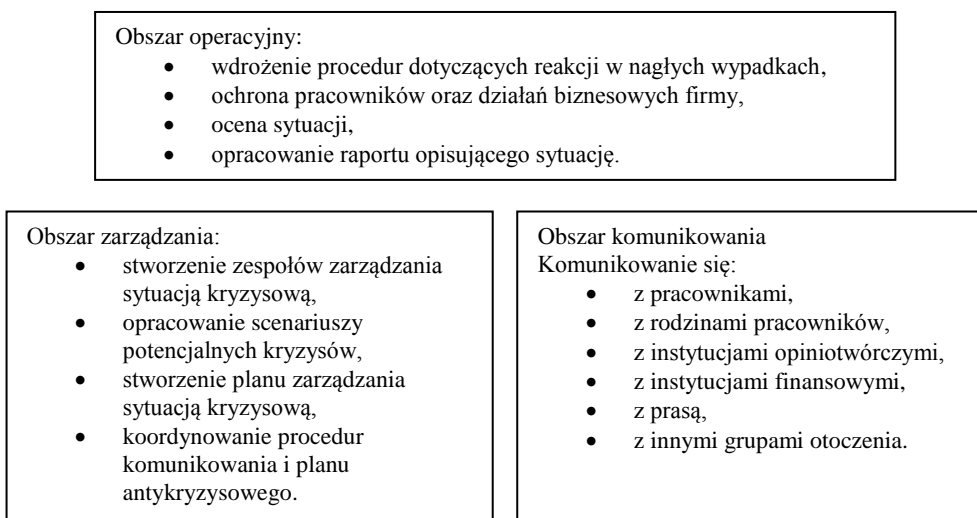 Obszar operacyjny:
• wdrożenie procedur dotyczących reakcji w nagłych wypadkach,
• ochrona pracowników oraz działań biznesowych firmy,
• ocena sytuacji,
• opracowanie raportu opisującego sytuację.
Obszar zarządzania:
• stworzenie zespołów zarządzania
sytuacją kryzysową,
• opracowanie scenariuszy
potencjalnych kryzysów,
• stworzenie planu zarządzania
sytuacją kryzysową,
• koordynowanie procedur
komunikowania i planu
antykryzysowego.
Obszar komunikowania
Komunikowanie się:
• z pracownikami,
• z rodzinami pracowników,
• z instytucjami opiniotwórczymi,
• z instytucjami finansowymi,
• z prasą,
• z innymi grupami otoczenia.